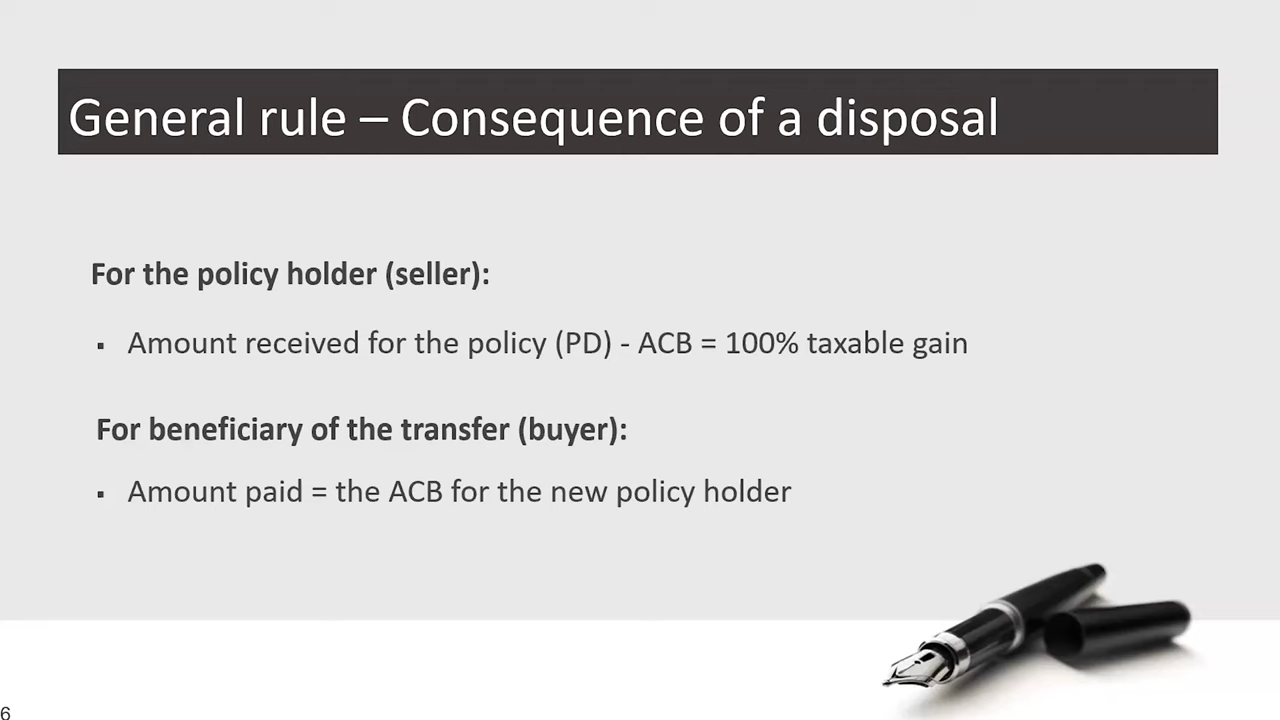 General rule – Consequence of a disposal
For the policy holder (seller):
▪ Amount received for the policy (PD) - ACB = 100% taxable gain
For beneficiary of the transfer (buyer):
▪ Amount paid = the ACB for the new policy holder
6